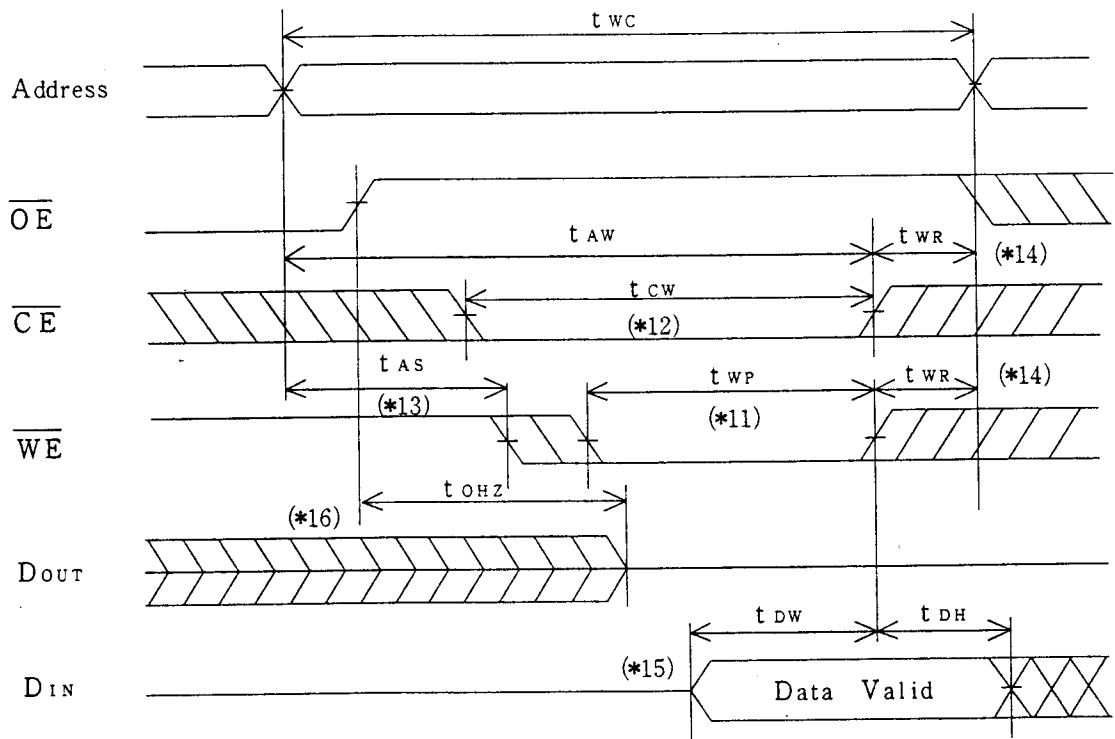 t WC
Address
OE
t AW
t WR
(*14)
CE
t CW
(*12)
t AS
(*13)
t WP
(*11)
t WR
(*14)
WE
t OHZ
(*16)
DOUT
t DW
t DH
(*15)
DIN
Data Valid